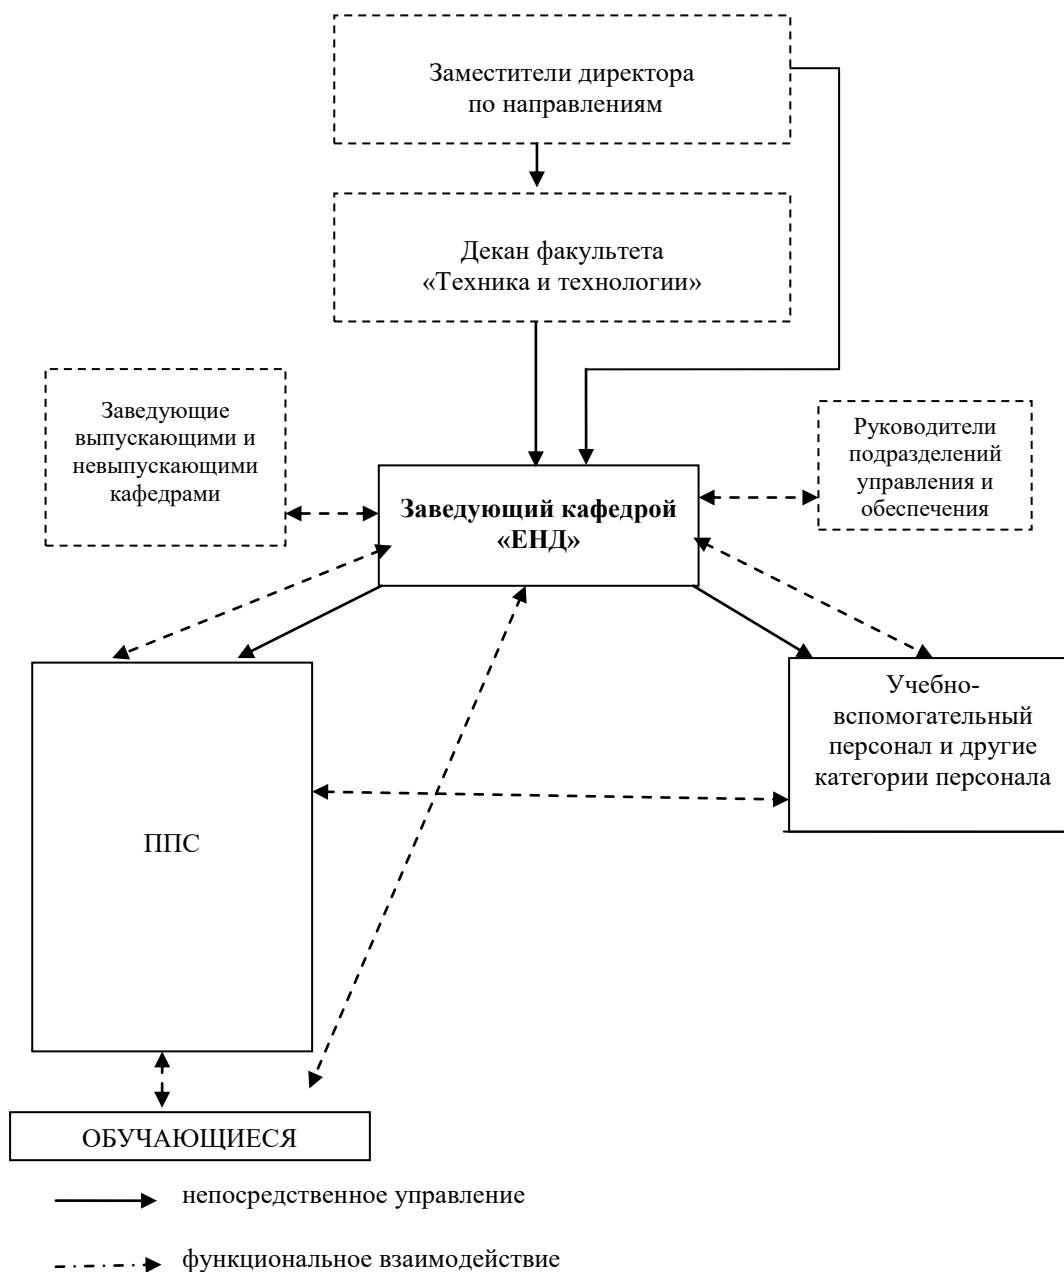 Заместители директора
по направлениям
Декан факультета
«Техника и технологии»
Заведующие
выпускающими и
невыпускающими
кафедрами
Руководители
подразделений
управления и
обеспечения
Заведующий кафедрой
«ЕНД»
Учебно-
вспомогательный
персонал и другие
категории персонала
ППС
ОБУЧАЮЩИЕСЯ
непосредственное управление
функциональное взаимодействие